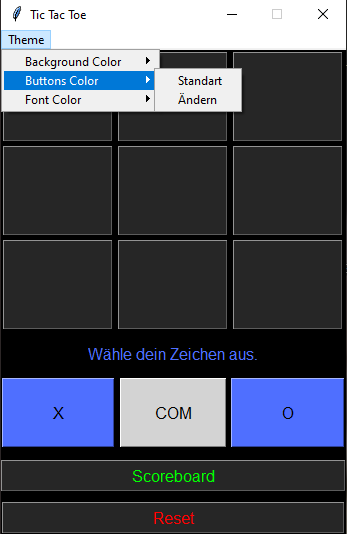 Tic Tac Toe
Theme
Background Color
Buttons Color
Font Color
Standart
Ändern
Wähle dein Zeichen aus.
X COM O
Scoreboard
Reset